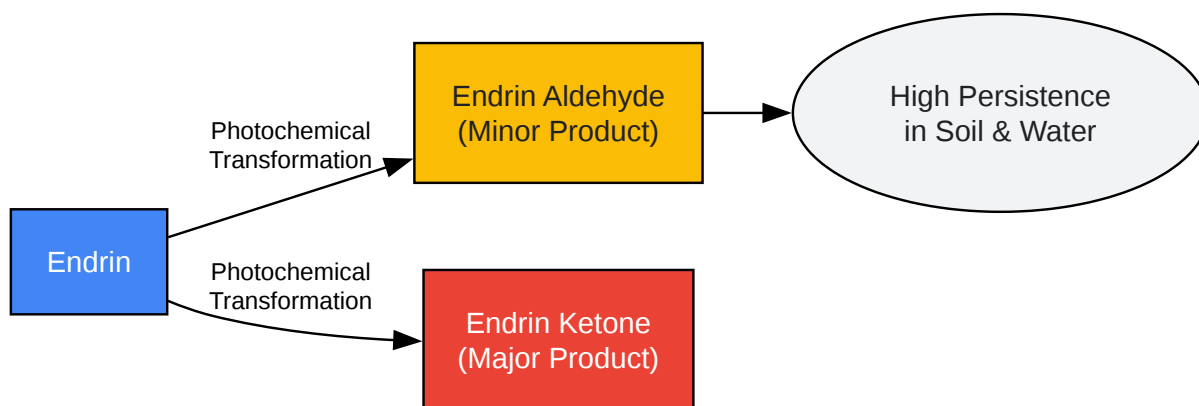 Endrin
Photochemical
Transformation
Endrin Aldehyde
(Minor Product)
High Persistence
in Soil & Water
Photochemical
Transformation
Endrin Ketone
(Major Product)